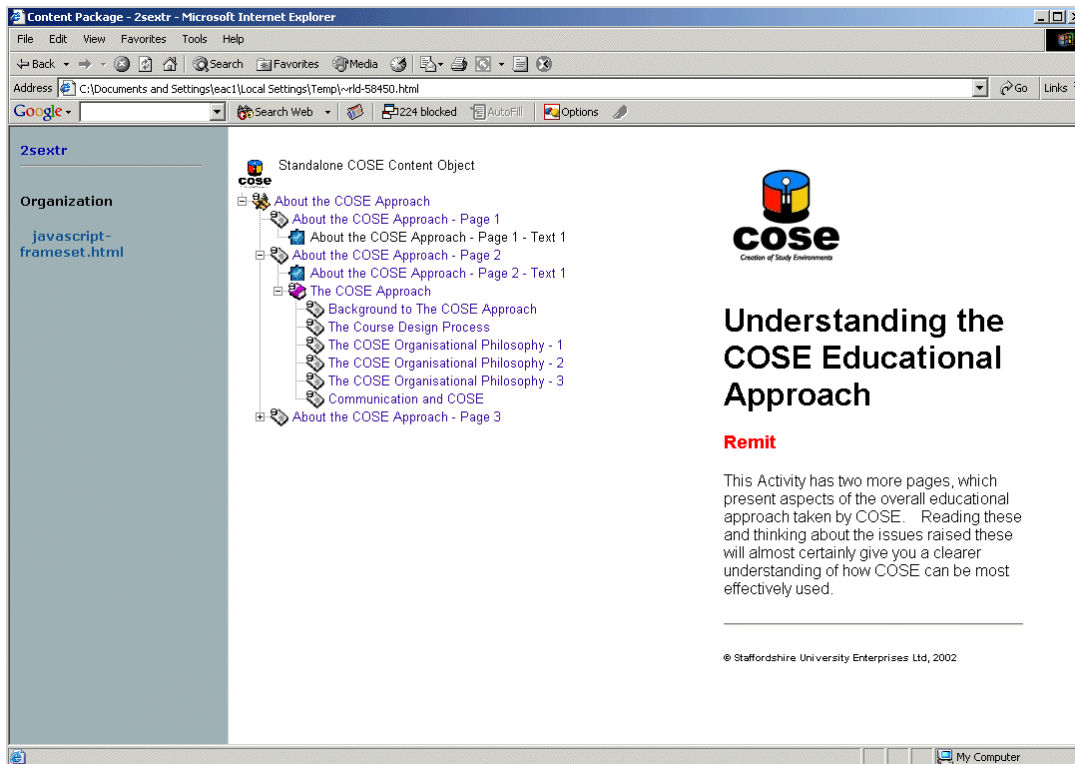 Content Package - 2sextr - Microsoft Internet Explorer
File Edit View Favorites Tools Help
Back Search Favorites Media
Address C:\Documents and Settings\eac1\Local Settings\Temp\~rld-58450.html Go Links
Google Search Web 224 blocked AutoFill Options
2sextr
Organization
javascript-
frameset.html
Standalone COSE Content Object
cose
About the COSE Approach
About the COSE Approach - Page 1
About the COSE Approach - Page 1 - Text 1
About the COSE Approach - Page 2
About the COSE Approach - Page 2 - Text 1
The COSE Approach
Background to The COSE Approach
The Course Design Process
The COSE Organisational Philosophy - 1
The COSE Organisational Philosophy - 2
The COSE Organisational Philosophy - 3
Communication and COSE
About the COSE Approach - Page 3
cose
Creation of Study Environments
Understanding the
COSE Educational
Approach
Remit
This Activity has two more pages, which
present aspects of the overall educational
approach taken by COSE. Reading these
and thinking about the issues raised these
will almost certainly give you a clearer
understanding of how COSE can be most
effectively used.
© Staffordshire University Enterprises Ltd, 2002
My Computer